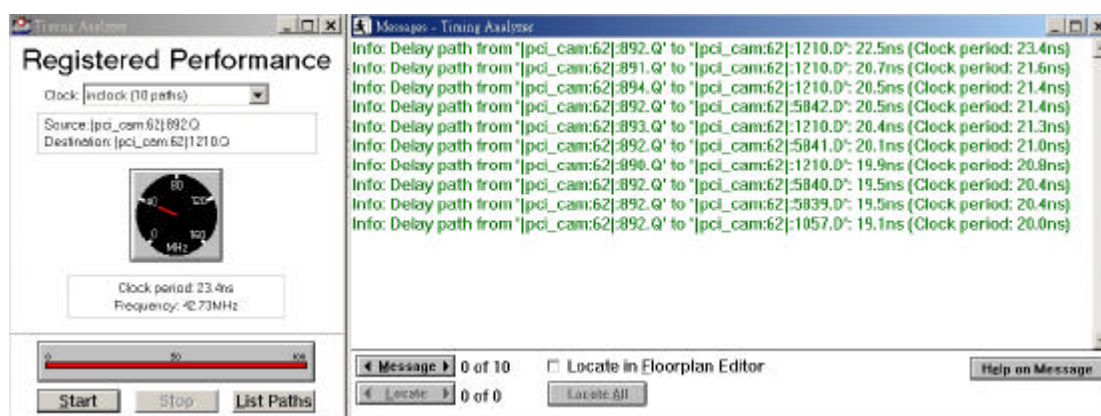 Timing Analyzer
Registered Performance
Clock: inclock (10 paths)
Source: |pci_cam:62|:892.Q
Destination: |pci_cam:62|1210.Q
0
40
80
120
160
MHz
Clock period: 23.4ns
Frequency: 42.73MHz
0 50 100
Start Stop List Paths
Messages - Timing Analyzer
Info: Delay path from "|pci_cam:62|:892.Q" to "|pci_cam:62|:1210.D": 22.5ns (Clock period: 23.4ns)
Info: Delay path from "|pci_cam:62|:891.Q" to "|pci_cam:62|:1210.D": 20.7ns (Clock period: 21.6ns)
Info: Delay path from "|pci_cam:62|:894.Q" to "|pci_cam:62|:1210.D": 20.5ns (Clock period: 21.4ns)
Info: Delay path from "|pci_cam:62|:892.Q" to "|pci_cam:62|:5842.D": 20.5ns (Clock period: 21.4ns)
Info: Delay path from "|pci_cam:62|:893.Q" to "|pci_cam:62|:1210.D": 20.4ns (Clock period: 21.3ns)
Info: Delay path from "|pci_cam:62|:892.Q" to "|pci_cam:62|:5841.D": 20.1ns (Clock period: 21.0ns)
Info: Delay path from "|pci_cam:62|:890.Q" to "|pci_cam:62|:1210.D": 19.9ns (Clock period: 20.8ns)
Info: Delay path from "|pci_cam:62|:892.Q" to "|pci_cam:62|:5840.D": 19.5ns (Clock period: 20.4ns)
Info: Delay path from "|pci_cam:62|:892.Q" to "|pci_cam:62|:5839.D": 19.5ns (Clock period: 20.4ns)
Info: Delay path from "|pci_cam:62|:892.Q" to "|pci_cam:62|:1057.D": 19.1ns (Clock period: 20.0ns)
Message 0 of 10 Locate in Floorplan Editor Help on Message
Locate 0 of 0 Locate All